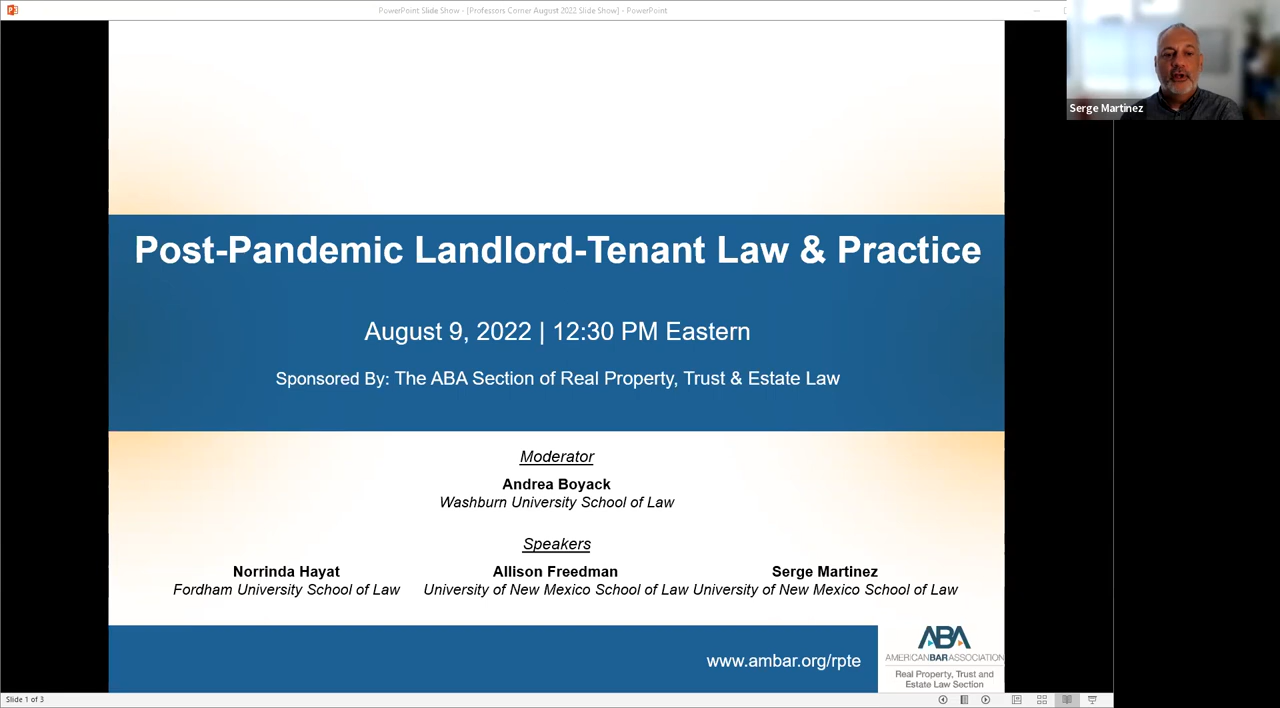 PowerPoint Slide Show - [Professors Corner August 2022 Slide Show] - PowerPoint
Serge Martinez
Post-Pandemic Landlord-Tenant Law & Practice
August 9, 2022 | 12:30 PM Eastern
Sponsored By: The ABA Section of Real Property, Trust & Estate Law
Moderator
Andrea Boyack
Washburn University School of Law
Speakers
Norrinda Hayat
Fordham University School of Law
Allison Freedman
University of New Mexico School of Law
Serge Martinez
University of New Mexico School of Law
www.ambar.org/rpte
ABA
AMERICANBARASSOCIATION
Real Property, Trust and
Estate Law Section
Slide 1 of 3